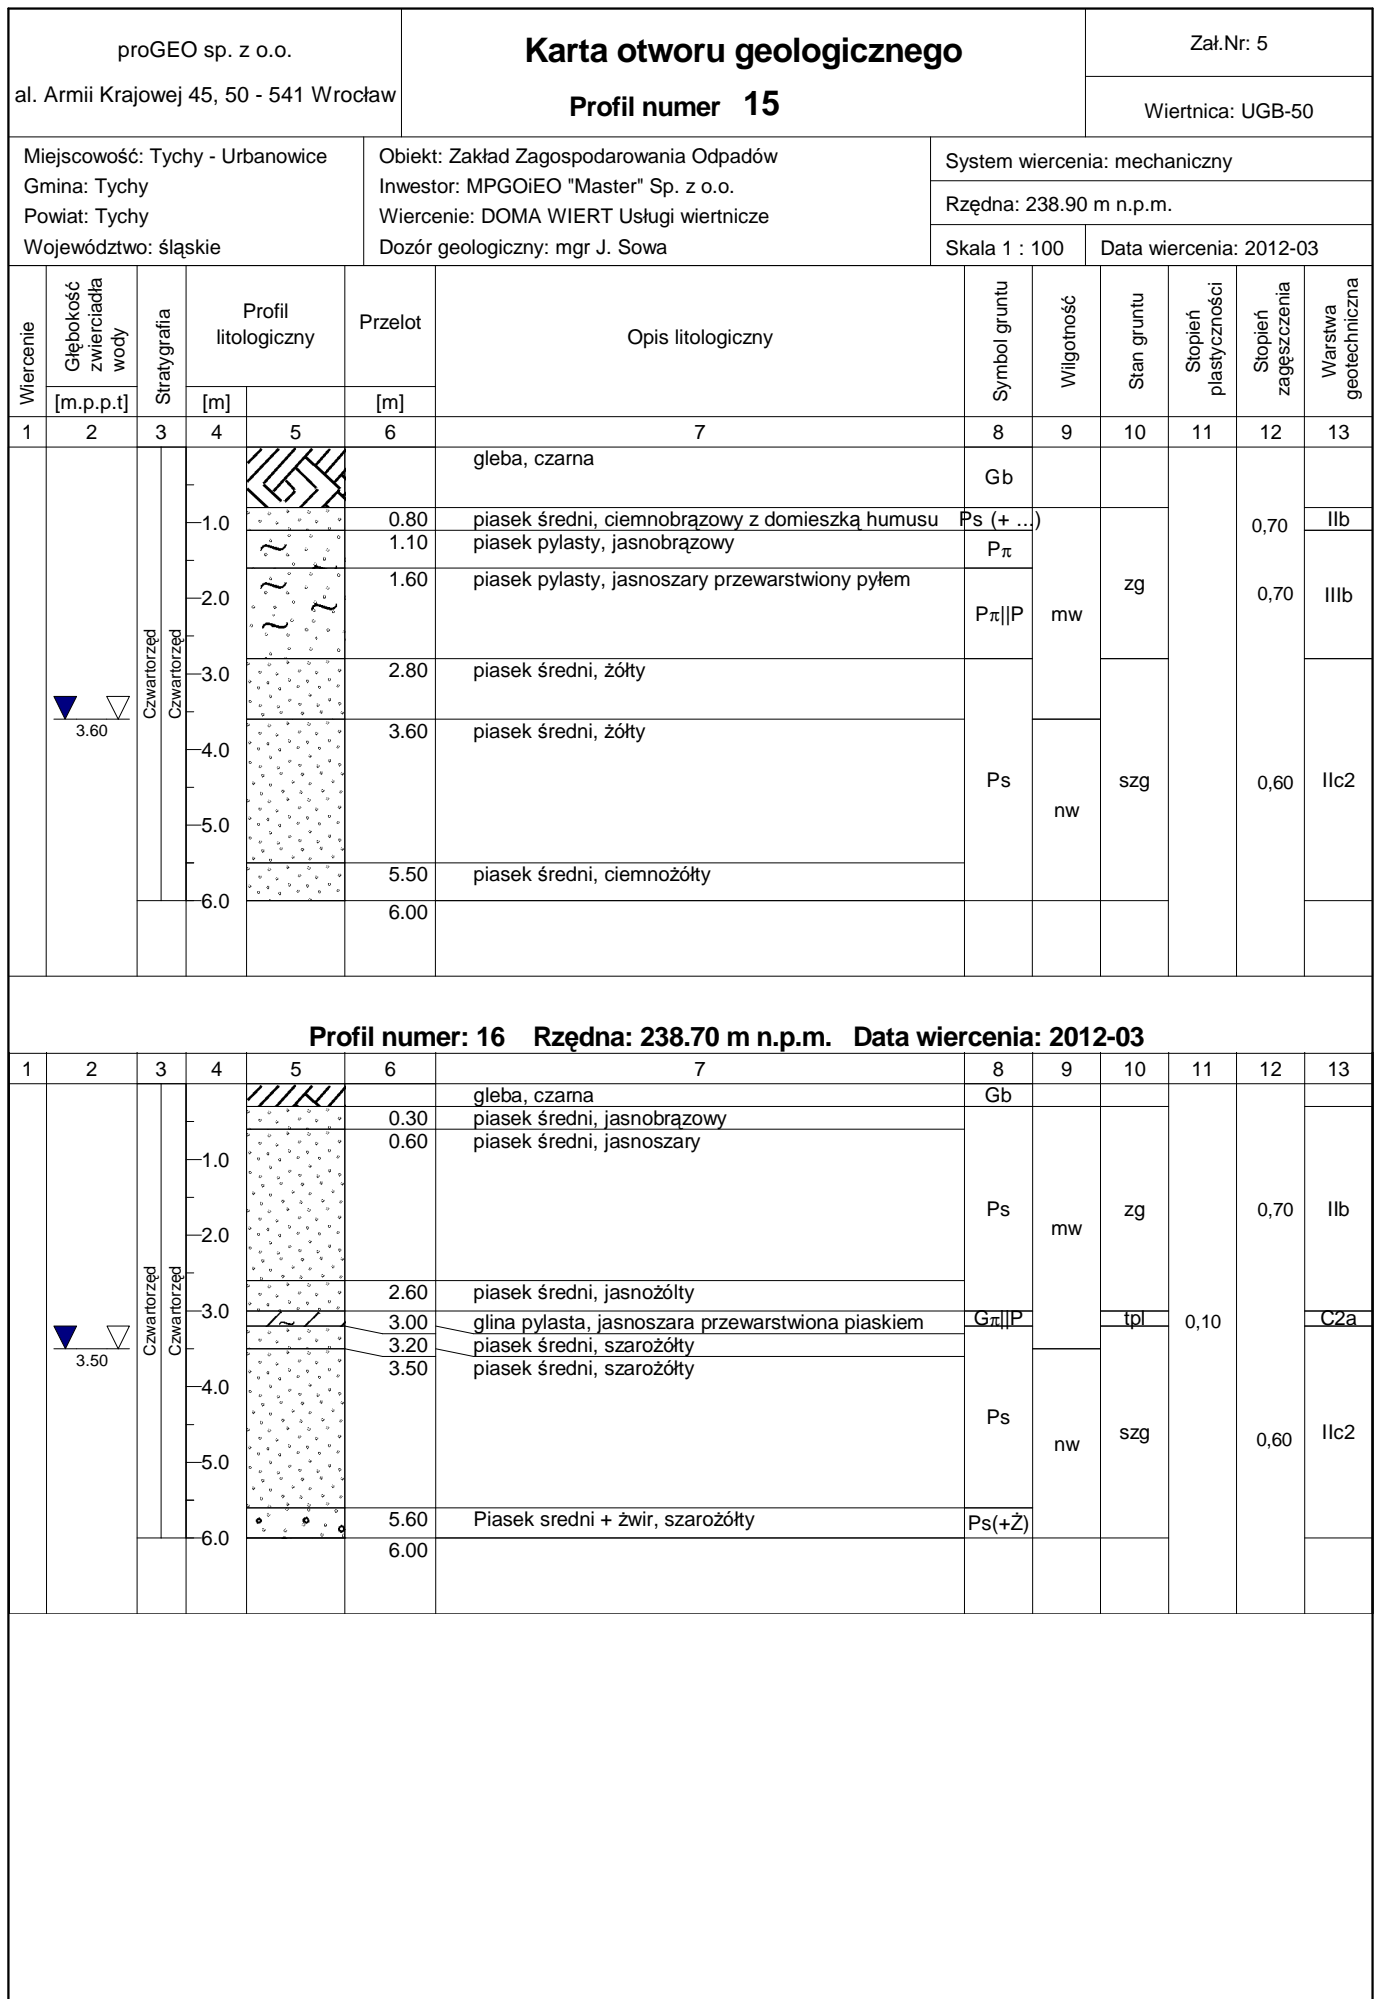 proGEO sp. z o.o.
al. Armii Krajowej 45, 50 - 541 Wrocław
Karta otworu geologicznego
Profil numer 15
Zał.Nr: 5
Wiertnica: UGB-50
Miejscowość: Tychy - Urbanowice
Gmina: Tychy
Powiat: Tychy
Województwo: śląskie
Obiekt: Zakład Zagospodarowania Odpadów
Inwestor: MPGOiEO "Master" Sp. z o.o.
Wiercenie: DOMA WIERT Usługi wiertnicze
Dozór geologiczny: mgr J. Sowa
System wiercenia: mechaniczny
Rzędna: 238.90 m n.p.m.
Skala 1 : 100 Data wiercenia: 2012-03
Wiercenie
Głębokość
zwierciadła
wody
[m.p.p.t]
Stratygrafia
Profil
litologiczny
[m]
Przelot
[m]
Opis litologiczny
Symbol gruntu
Wilgotność
Stan gruntu
Stopień
plastyczności
Stopień
zagęszczenia
Warstwa
geotechniczna
1 2 3 4 5 6 7 8 9 10 11 12 13
gleba, czarna Gb
1.0 0.80 piasek średni, ciemnobrązowy z domieszką humusu Ps (+ ...) 0,70 IIb
1.10 piasek pylasty, jasnobrązowy Pπ
1.60 piasek pylasty, jasnoszary przewarstwiony pyłem
2.0 Pπ||P mw zg 0,70 IIIb
Czwartorzęd
Czwartorzęd
3.0 2.80 piasek średni, żółty
3.60 3.60 piasek średni, żółty
4.0
Ps nw szg 0,60 IIc2
5.0
5.50 piasek średni, ciemnożółty
6.0 6.00
Profil numer: 16 Rzędna: 238.70 m n.p.m. Data wiercenia: 2012-03
1 2 3 4 5 6 7 8 9 10 11 12 13
gleba, czarna Gb
0.30 piasek średni, jasnobrązowy
0.60 piasek średni, jasnoszary
1.0
Ps mw zg 0,70 IIb
2.0
Czwartorzęd
Czwartorzęd
2.60 piasek średni, jasnożólty
3.0 3.00 glina pylasta, jasnoszara przewarstwiona piaskiem Gπ||P tpl 0,10 C2a
3.20 piasek średni, szarożółty
3.50 3.50 piasek średni, szarożółty
4.0
Ps nw szg 0,60 IIc2
5.0
5.60 Piasek sredni + żwir, szarożółty Ps(+Ż)
6.0 6.00